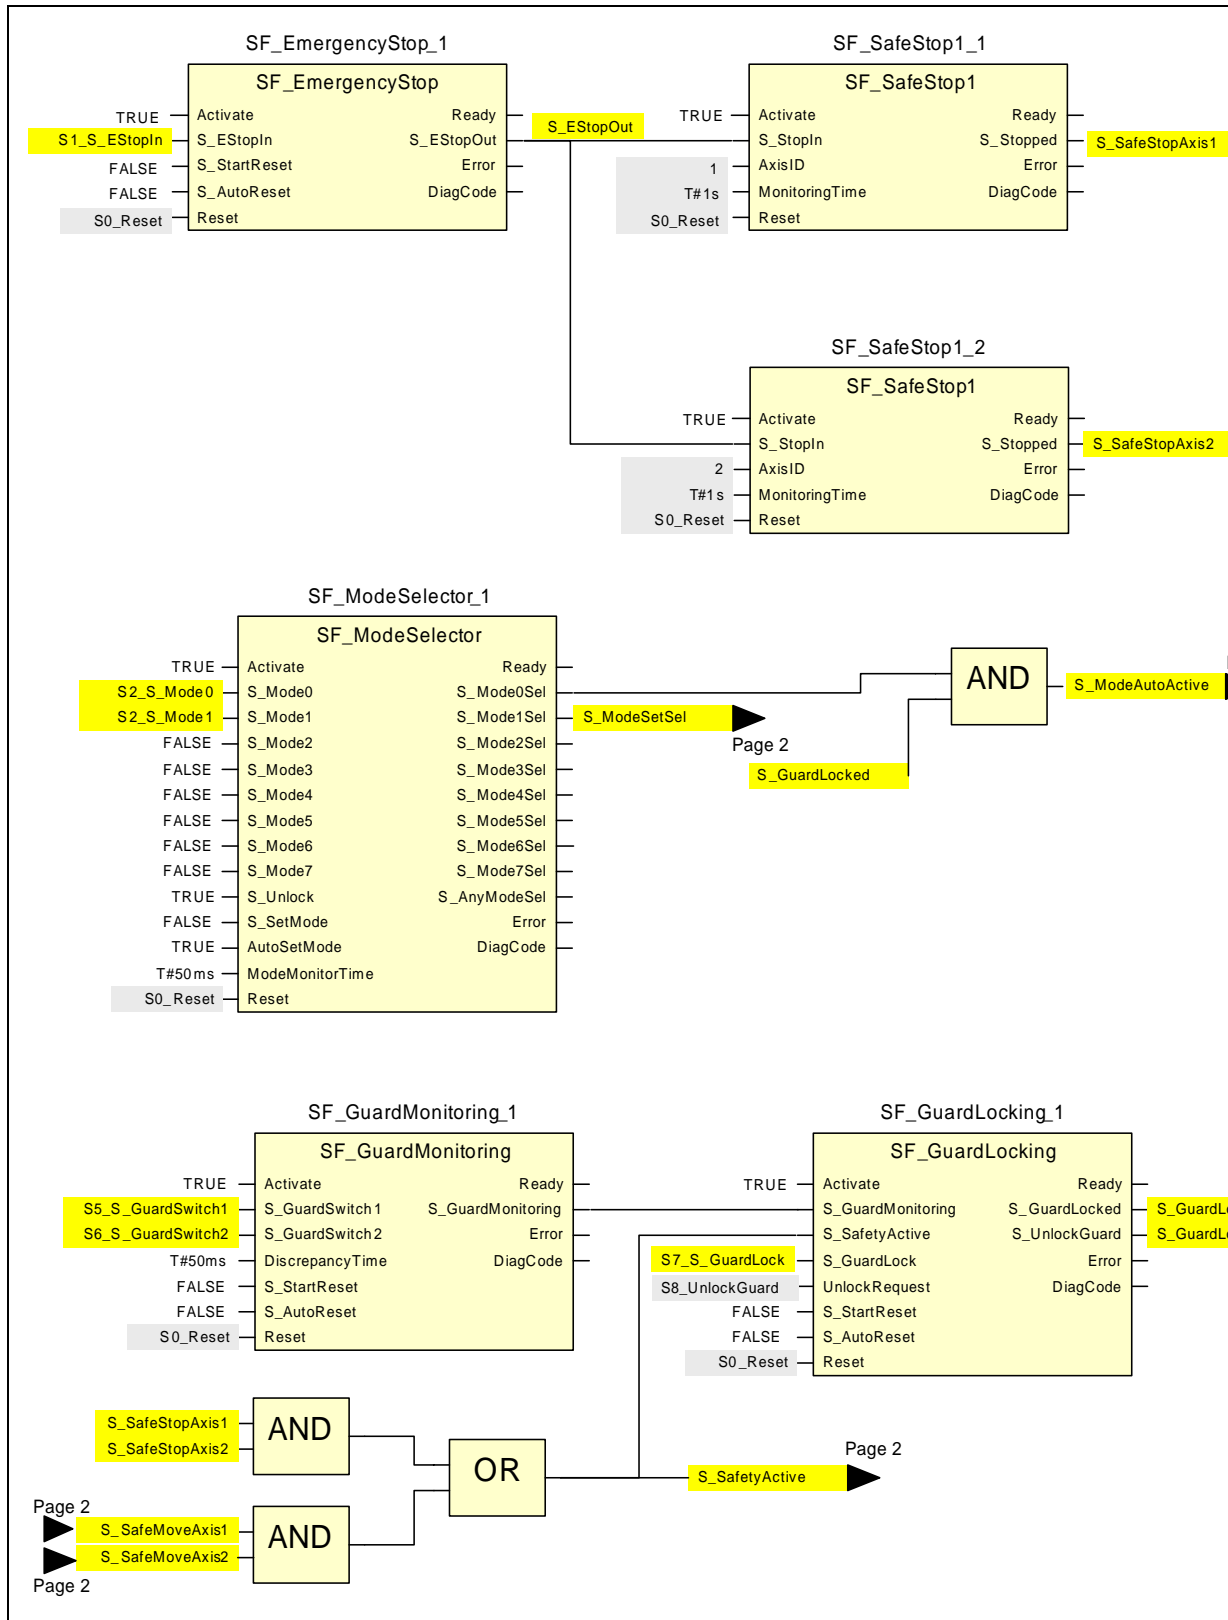 SF_EmergencyStop_1
SF_EmergencyStop
TRUE Activate Ready
S1_S_EStopIn S_EStopIn S_EStopOut S_EStopOut
FALSE S_StartReset Error
FALSE S_AutoReset DiagCode
S0_Reset Reset
SF_SafeStop1_1
SF_SafeStop1
TRUE Activate Ready
S_StopIn S_Stopped S_SafeStopAxis1
1 AxisID Error
T#1s MonitoringTime DiagCode
S0_Reset Reset
SF_SafeStop1_2
SF_SafeStop1
TRUE Activate Ready
S_StopIn S_Stopped S_SafeStopAxis2
2 AxisID Error
T#1s MonitoringTime DiagCode
S0_Reset Reset
SF_ModeSelector_1
SF_ModeSelector
TRUE Activate Ready
S2_S_Mode0 S_Mode0 S_Mode0Sel
S2_S_Mode1 S_Mode1 S_Mode1Sel S_ModeSetSel
FALSE S_Mode2 S_Mode2Sel
FALSE S_Mode3 S_Mode3Sel
FALSE S_Mode4 S_Mode4Sel
FALSE S_Mode5 S_Mode5Sel
FALSE S_Mode6 S_Mode6Sel
FALSE S_Mode7 S_Mode7Sel
TRUE S_Unlock S_AnyModeSel
FALSE S_SetMode Error
TRUE AutoSetMode DiagCode
T#50ms ModeMonitorTime
S0_Reset Reset
Page 2
S_GuardLocked
AND
S_ModeAutoActive
SF_GuardMonitoring_1
SF_GuardMonitoring
TRUE Activate Ready
S5_S_GuardSwitch1 S_GuardSwitch1 S_GuardMonitoring
S6_S_GuardSwitch2 S_GuardSwitch2 Error
T#50ms DiscrepancyTime DiagCode
FALSE S_StartReset
FALSE S_AutoReset
S0_Reset Reset
SF_GuardLocking_1
SF_GuardLocking
TRUE Activate Ready
S_GuardMonitoring S_GuardLocked
S_SafetyActive S_UnlockGuard
S7_S_GuardLock S_GuardLock Error
S8_UnlockGuard UnlockRequest DiagCode
FALSE S_StartReset
FALSE S_AutoReset
S0_Reset Reset
S_SafeStopAxis1
S_SafeStopAxis2
AND
OR
Page 2
S_SafetyActive
Page 2
S_SafeMoveAxis1
S_SafeMoveAxis2
Page 2
AND